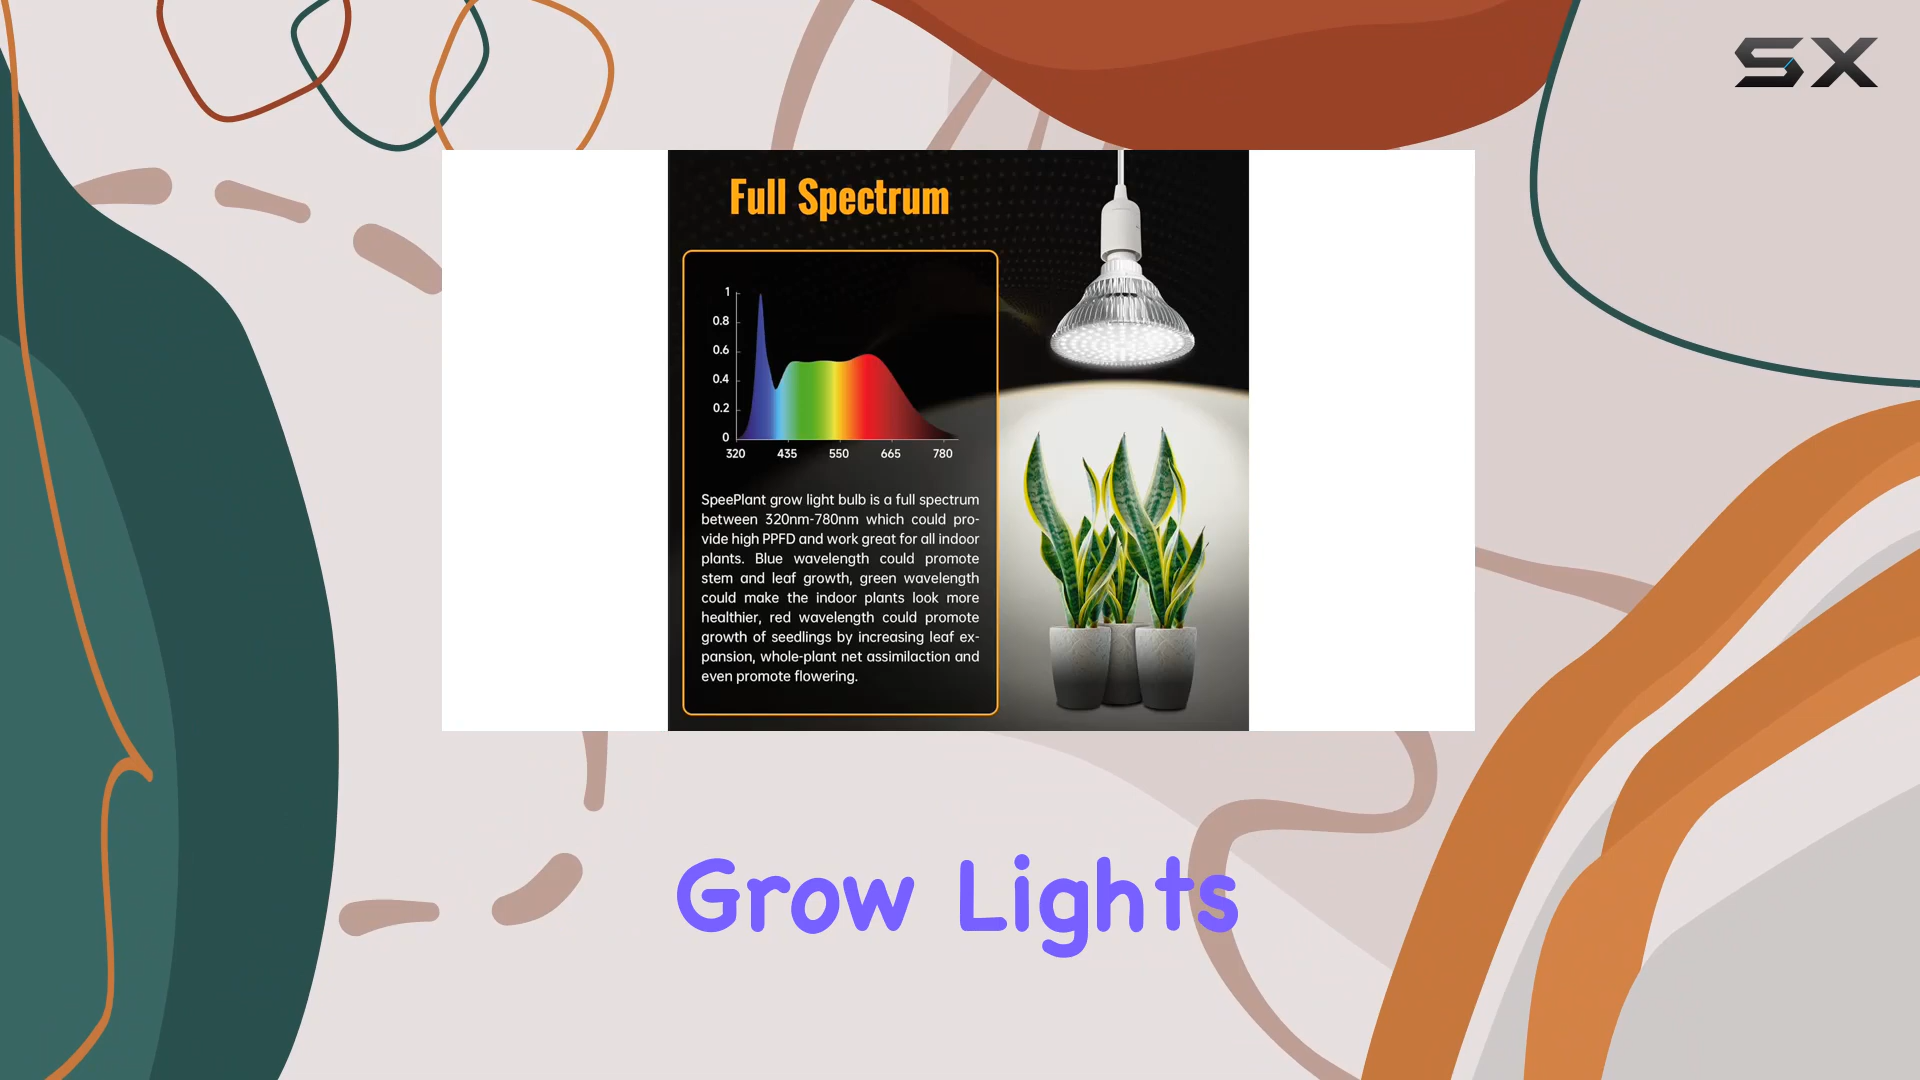 SX
Full Spectrum
1
0.8
0.6
0.4
0.2
0
320 435 550 665 780
SpeePlant grow light bulb is a full spectrum
between 320nm-780nm which could pro-
vide high PPFD and work great for all indoor
plants. Blue wavelength could promote
stem and leaf growth, green wavelength
could make the indoor plants look more
healthier, red wavelength could promote
growth of seedlings by increasing leaf ex-
pansion, whole-plant net assimilaction and
even promote flowering.
Grow Lights